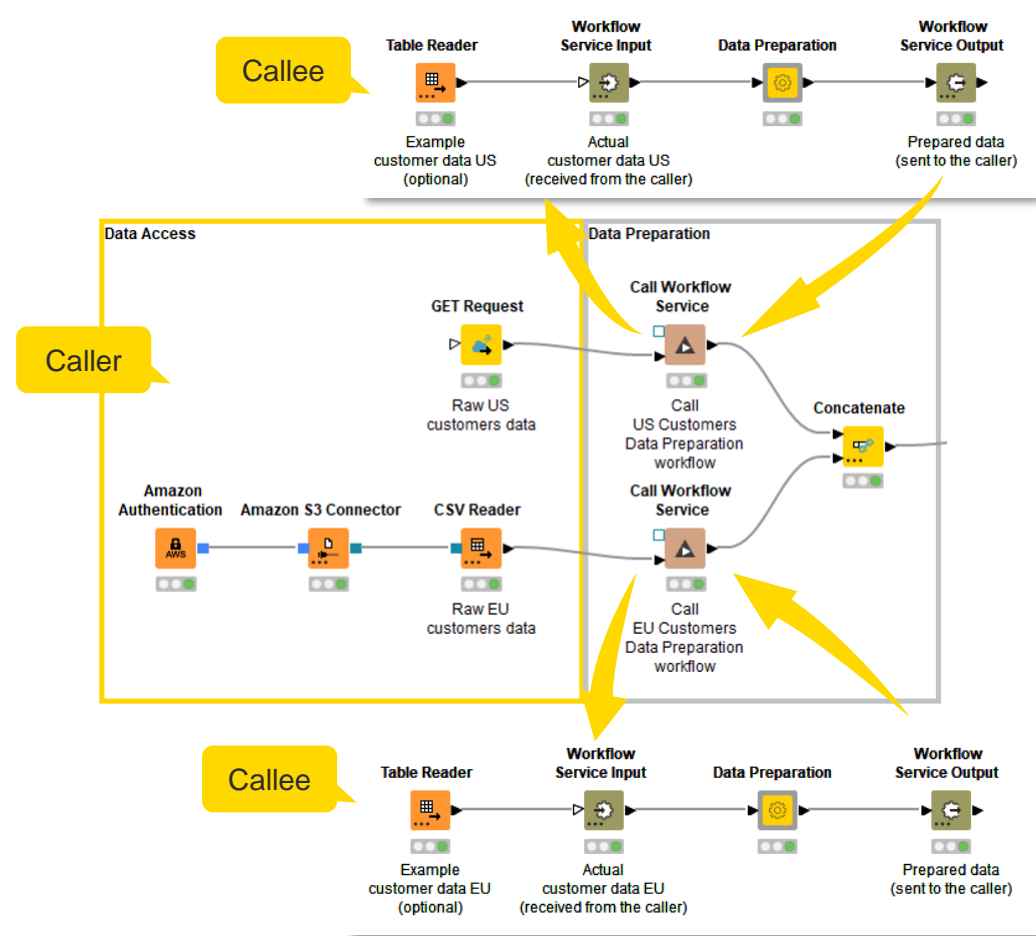 Callee
Table Reader
Workflow
Service Input
Data Preparation
Workflow
Service Output
Example
customer data US
(optional)
Actual
customer data US
(received from the caller)
Prepared data
(sent to the caller)
Data Access
Data Preparation
Caller
GET Request
Raw US
customers data
Call Workflow
Service
Call
US Customers
Data Preparation
workflow
Concatenate
Amazon
Authentication
AWS
Amazon S3 Connector
CSV Reader
Raw EU
customers data
Call Workflow
Service
Call
EU Customers
Data Preparation
workflow
Callee
Table Reader
Workflow
Service Input
Data Preparation
Workflow
Service Output
Example
customer data EU
(optional)
Actual
customer data EU
(received from the caller)
Prepared data
(sent to the caller)